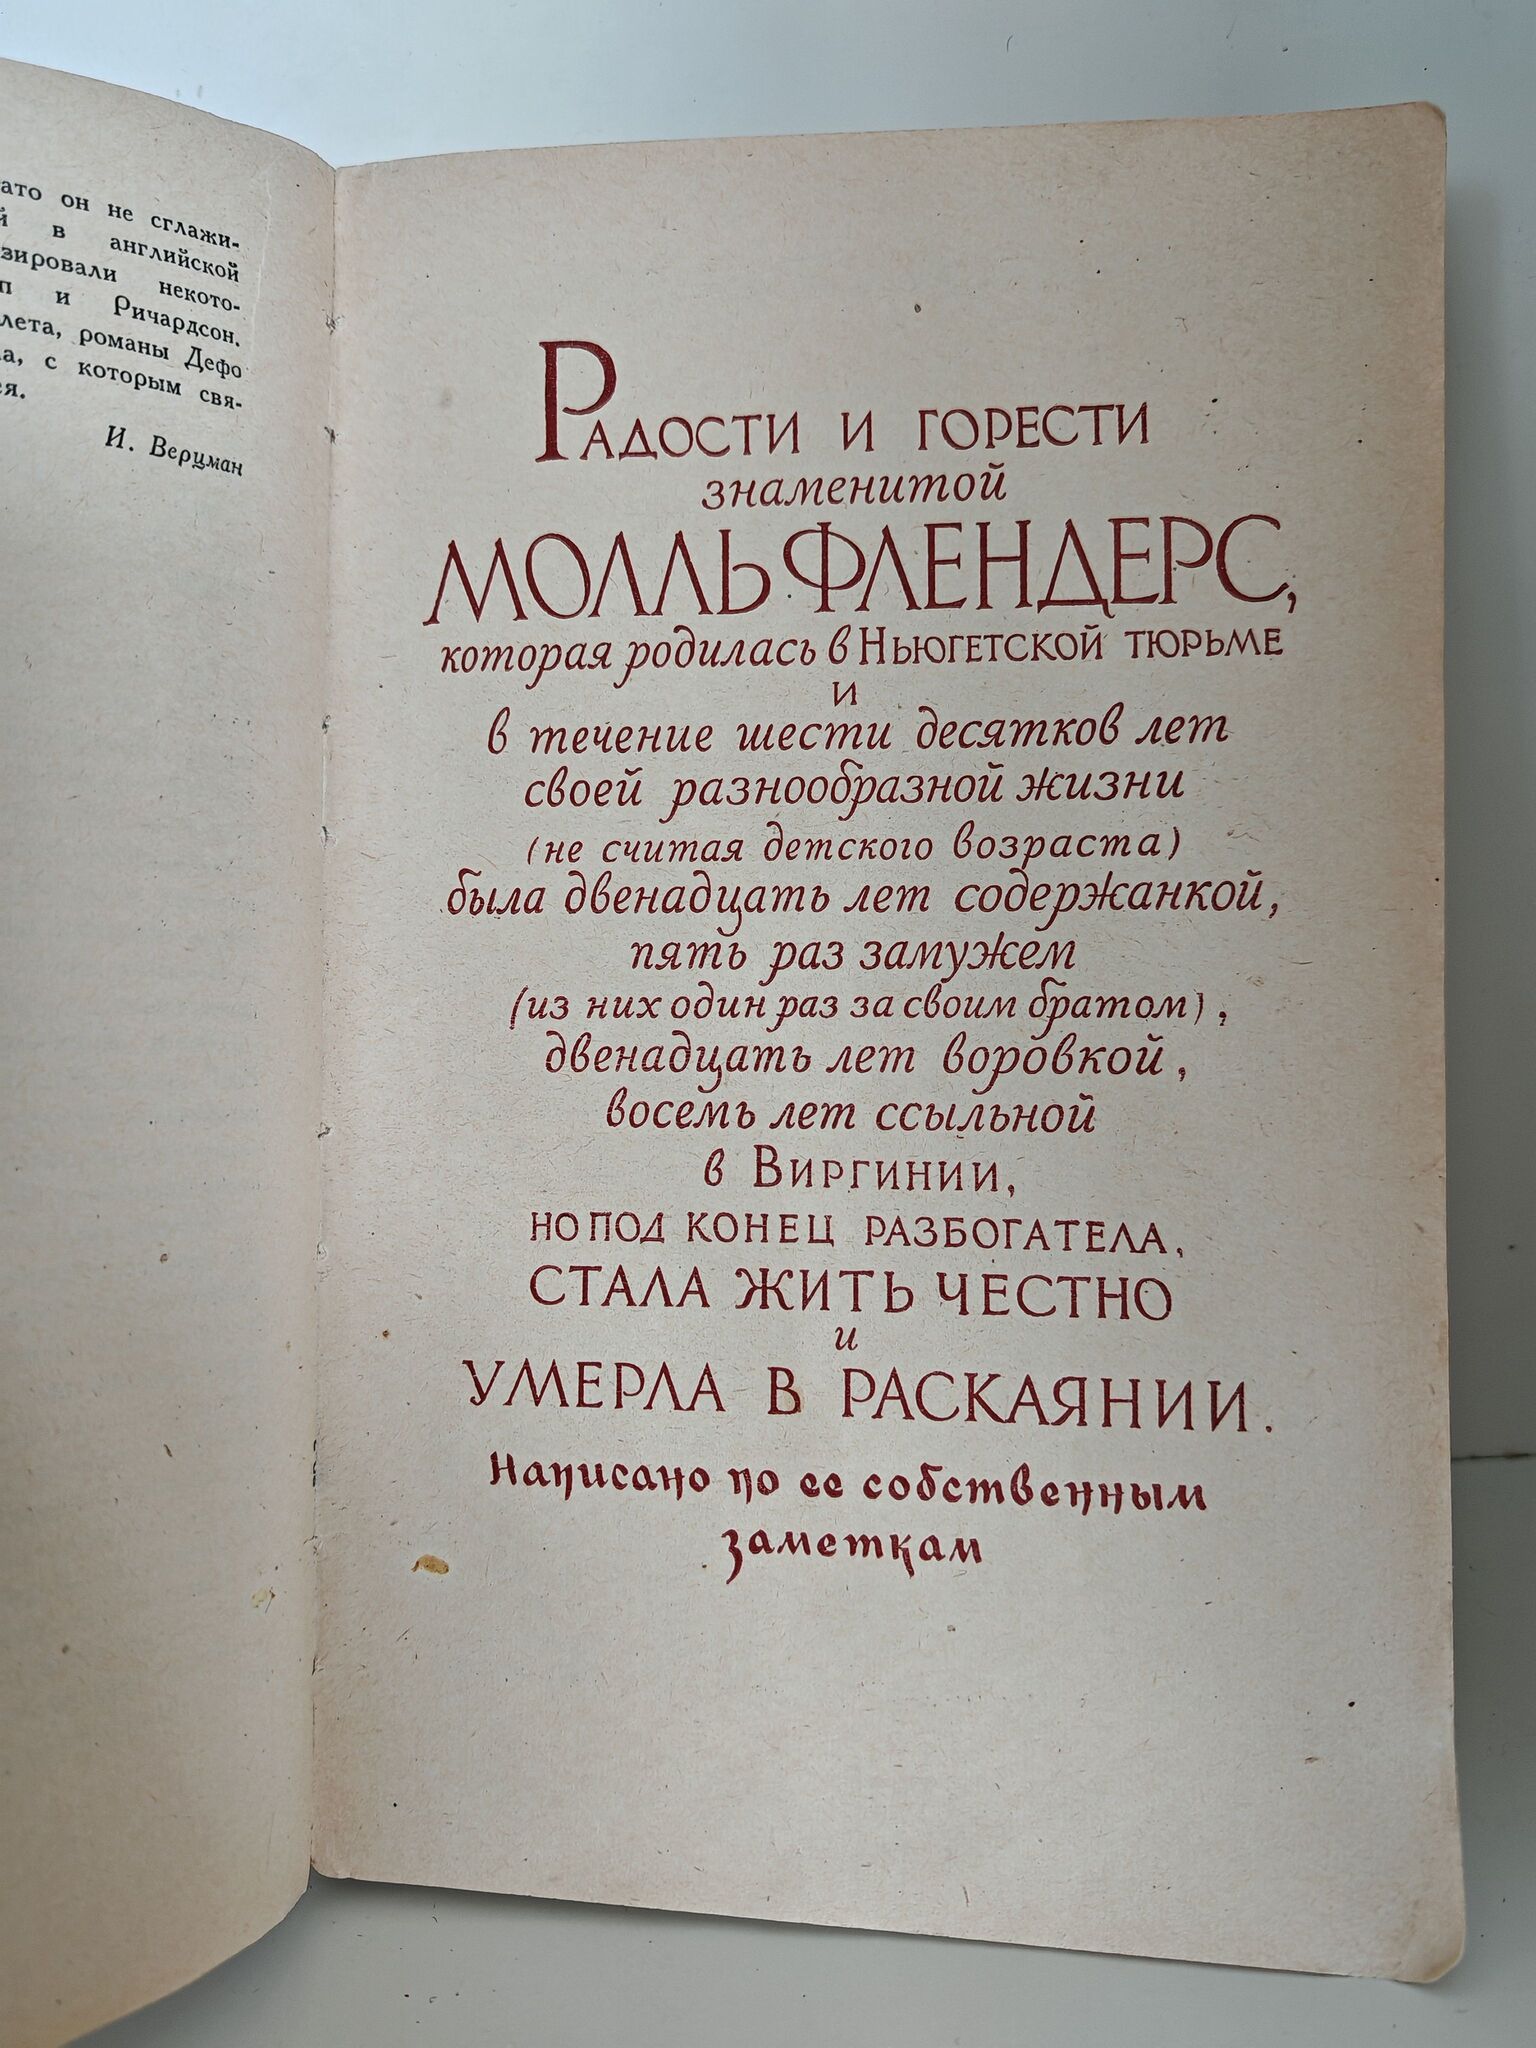 ато он не сглажи-
й в английской
зировали некото-
п и Ричардсон.
лета, романы Дефо
а, с которым свя-
ея.
И. Верцман
Радости и горести
знаменитой
МОЛЛЬ ФЛЕНДЕРС,
которая родилась в Ньюгетской тюрьме
и
в течение шести десятков лет
своей разнообразной жизни
(не считая детского возраста)
была двенадцать лет содержанкой,
пять раз замужем
(из них один раз за своим братом),
двенадцать лет воровкой,
восемь лет ссыльной
в Виргинии,
но под конец разбогатела,
СТАЛА ЖИТЬ ЧЕСТНО
и
УМЕРЛА В РАСКАЯНИИ.
Написано по ее собственным
заметкам